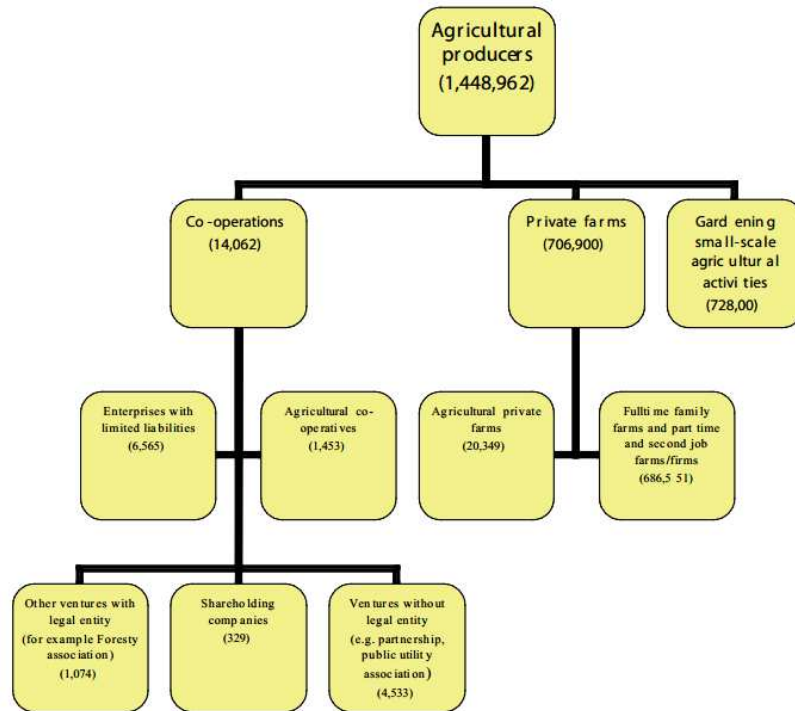 Agricultural
producers
(1,448,962)
Co-operations
(14,062)
Private farms
(706,900)
Gardening
small-scale
agricultural
activities
(728,00)
Enterprises with
limited liabilities
(6,565)
Agricultural co-
operatives
(1,453)
Agricultural private
farms
(20,349)
Fulltime family
farms and part time
and second job
farms/firms
(686,5 51)
Other ventures with
legal entity
(for example Foresty
association)
(1,074)
Shareholding
companies
(329)
Ventures without
legal entity
(e.g. partnership,
public utility
association)
(4,533)